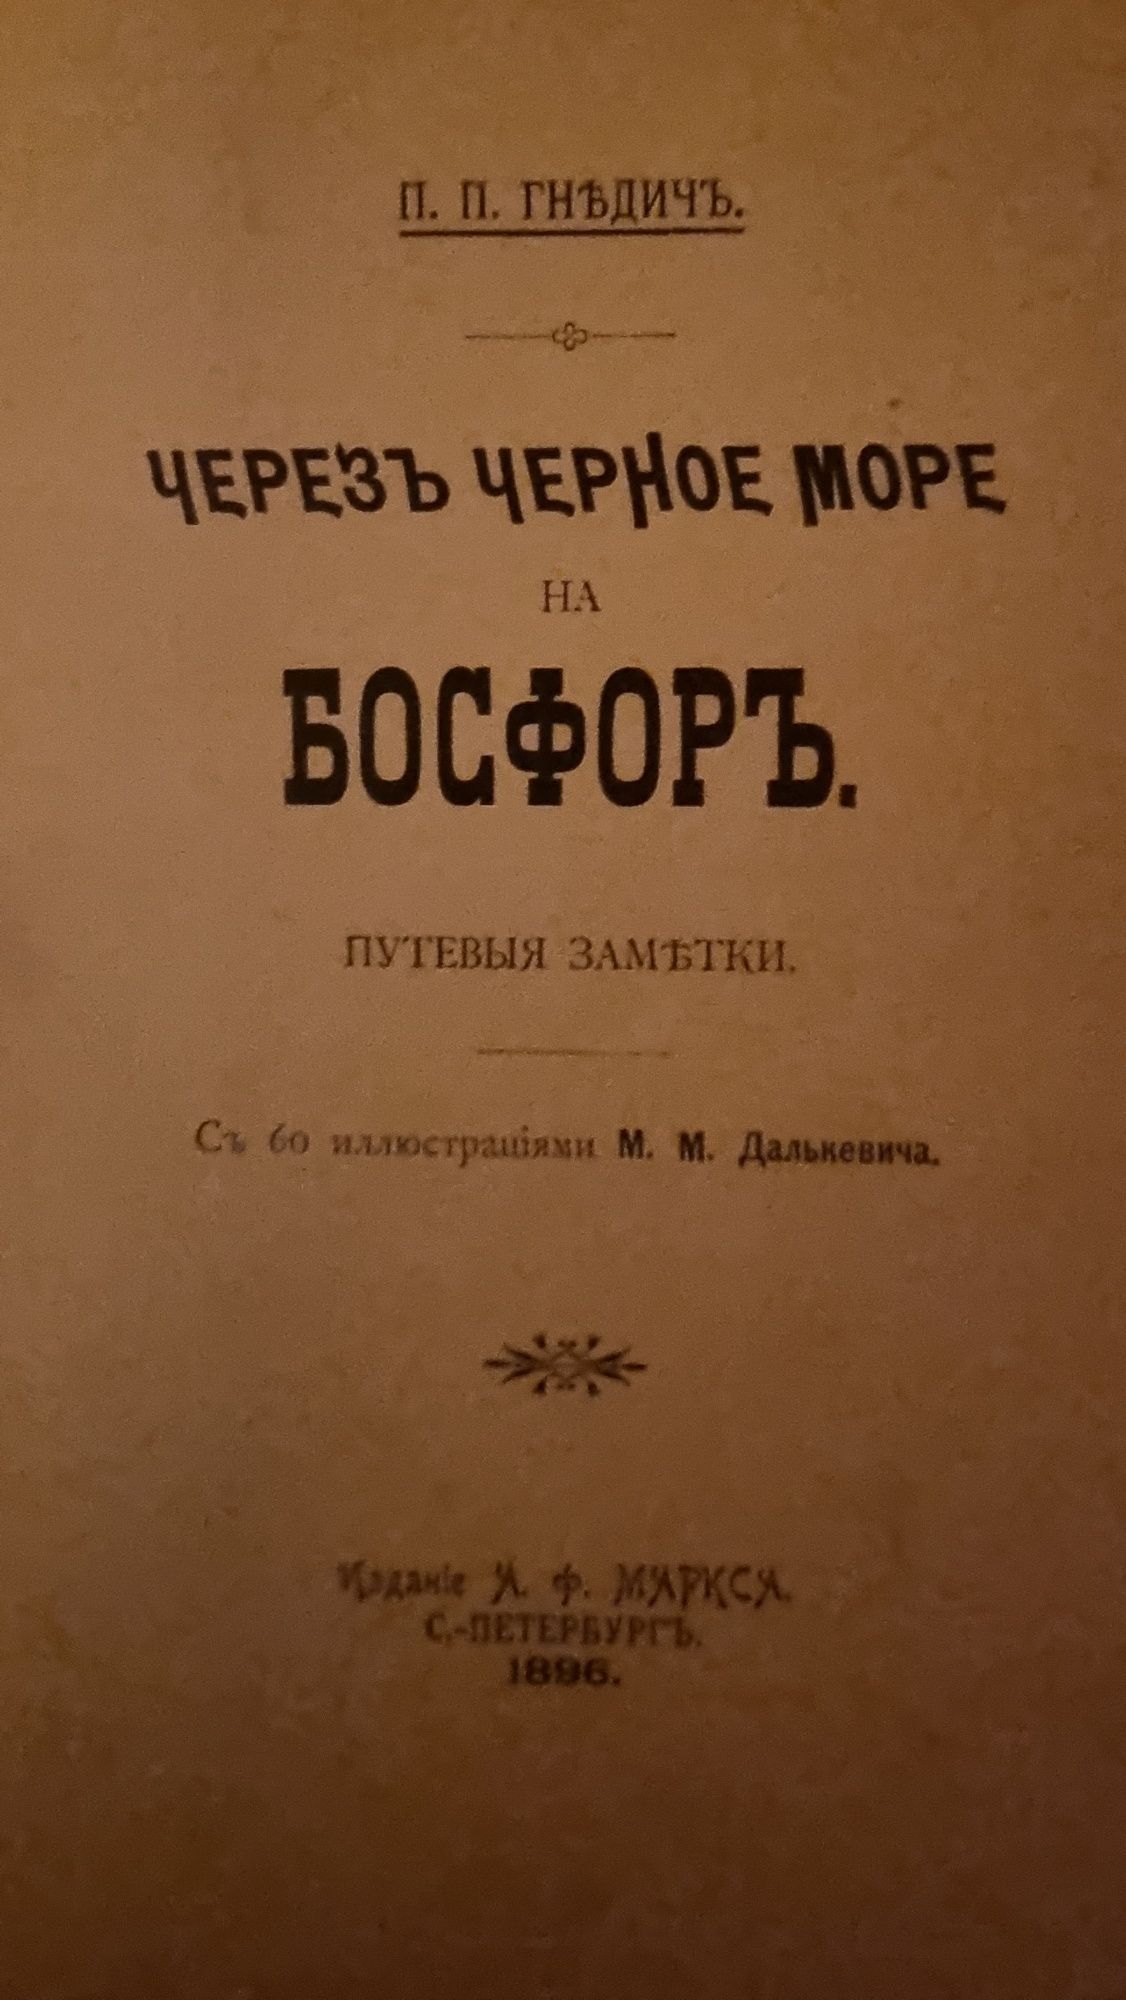 П. П. ГНѢДИЧЪ.
ЧЕРЕЗЪ ЧЕРНОЕ МОРЕ
НА
БОСФОРЪ.
ПУТЕВЫЯ ЗАМѢТКИ.
Съ 60 иллюстраціями М. М. Далькевича.
Изданіе А. Ф. МАРКСА.
С.-ПЕТЕРБУРГЪ.
1896.